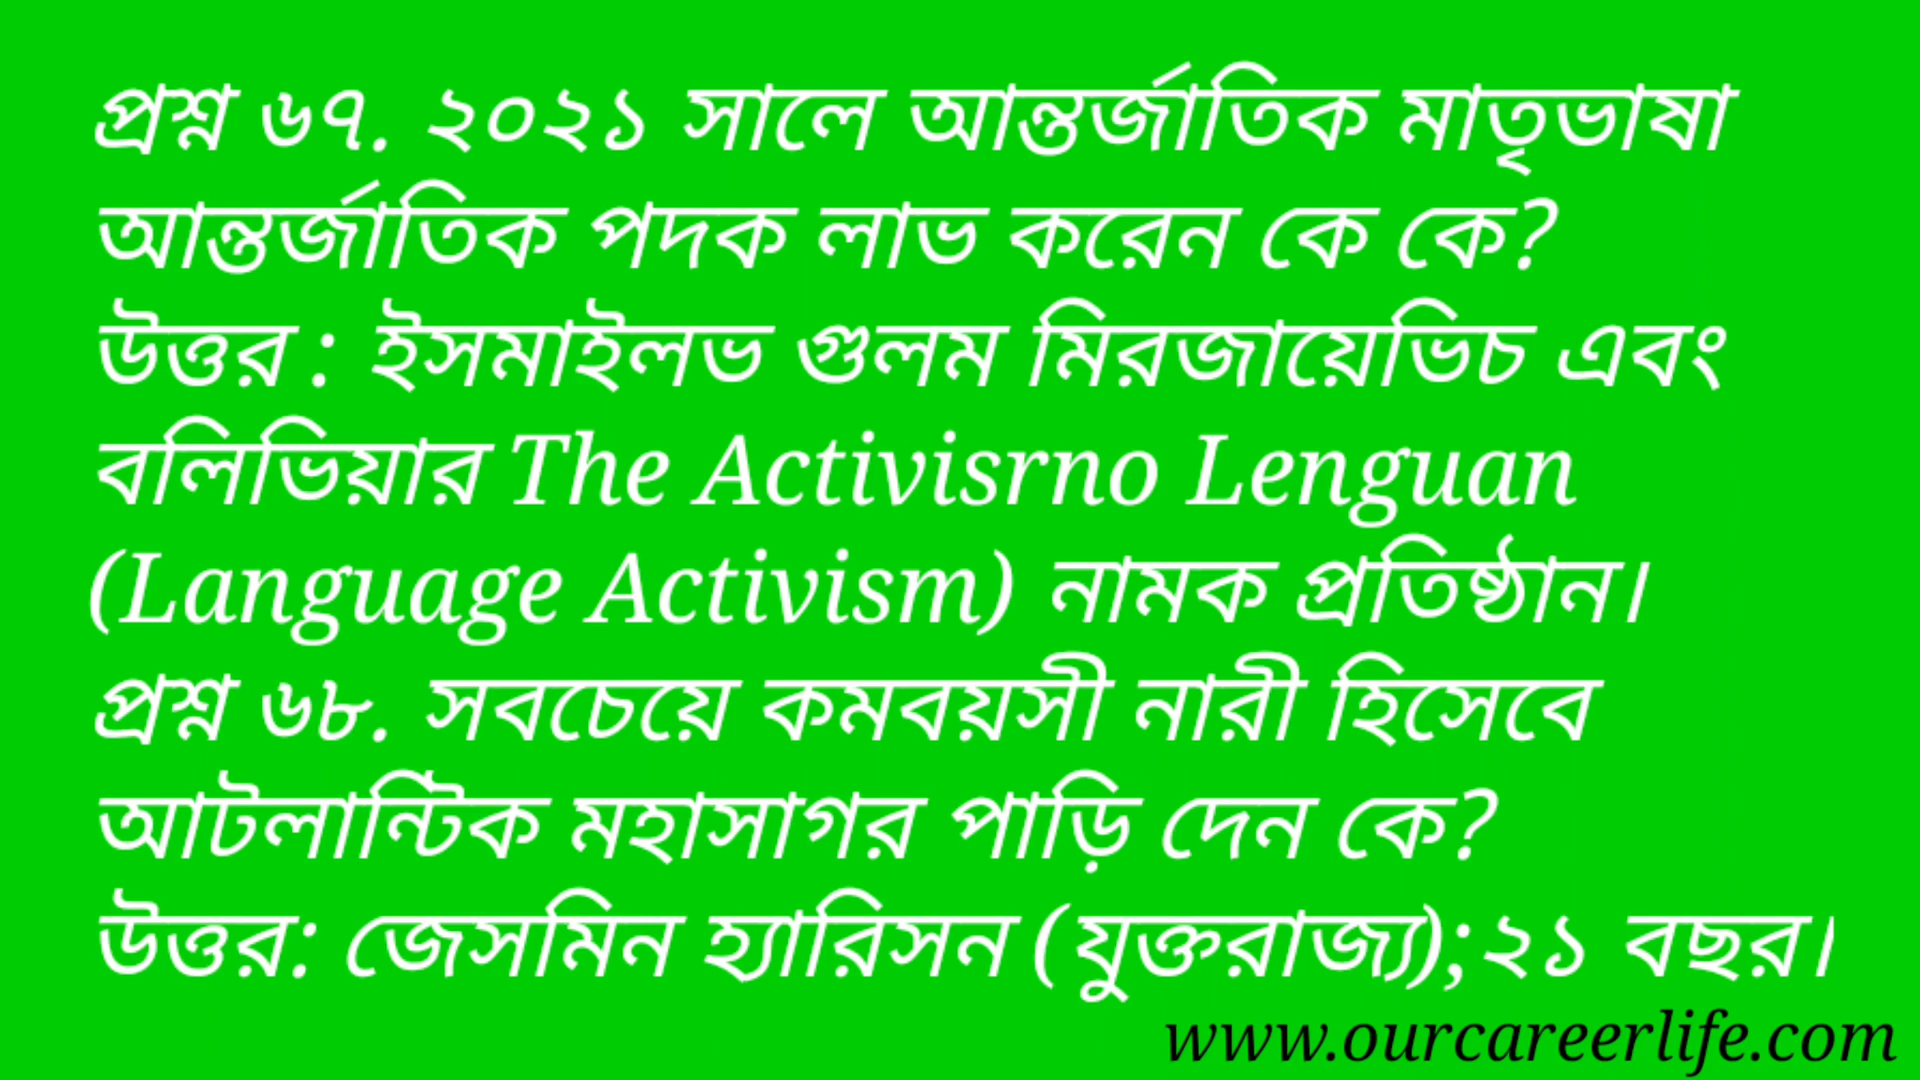 প্রশ্ন ৬৭. ২০২১ সালে আন্তর্জাতিক মাতৃভাষা
আন্তর্জাতিক পদক লাভ করেন কে কে?
উত্তর : ইসমাইলভ গুলম মিরজায়েভিচ এবং
বলিভিয়ার The Activisrno Lenguan
(Language Activism) নামক প্রতিষ্ঠান।
প্রশ্ন ৬৮. সবচেয়ে কমবয়সী নারী হিসেবে
আটলান্টিক মহাসাগর পাড়ি দেন কে?
উত্তর: জেসমিন হ্যারিসন (যুক্তরাজ্য);২১ বছর।
www.ourcareerlife.com